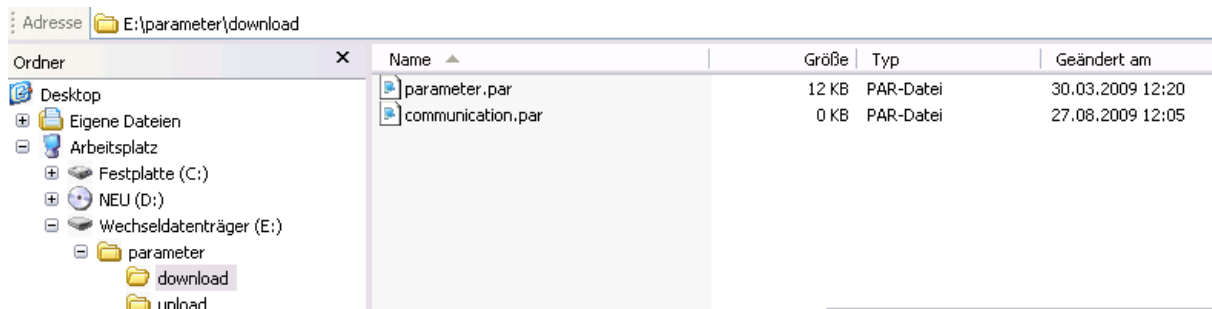 Adresse E:\parameter\download
Ordner x
Name Größe Typ Geändert am
parameter.par 12 KB PAR-Datei 30.03.2009 12:20
communication.par 0 KB PAR-Datei 27.08.2009 12:05
Desktop
Eigene Dateien
Arbeitsplatz
Festplatte (C:)
NEU (D:)
Wechseldatenträger (E:)
parameter
download
upload